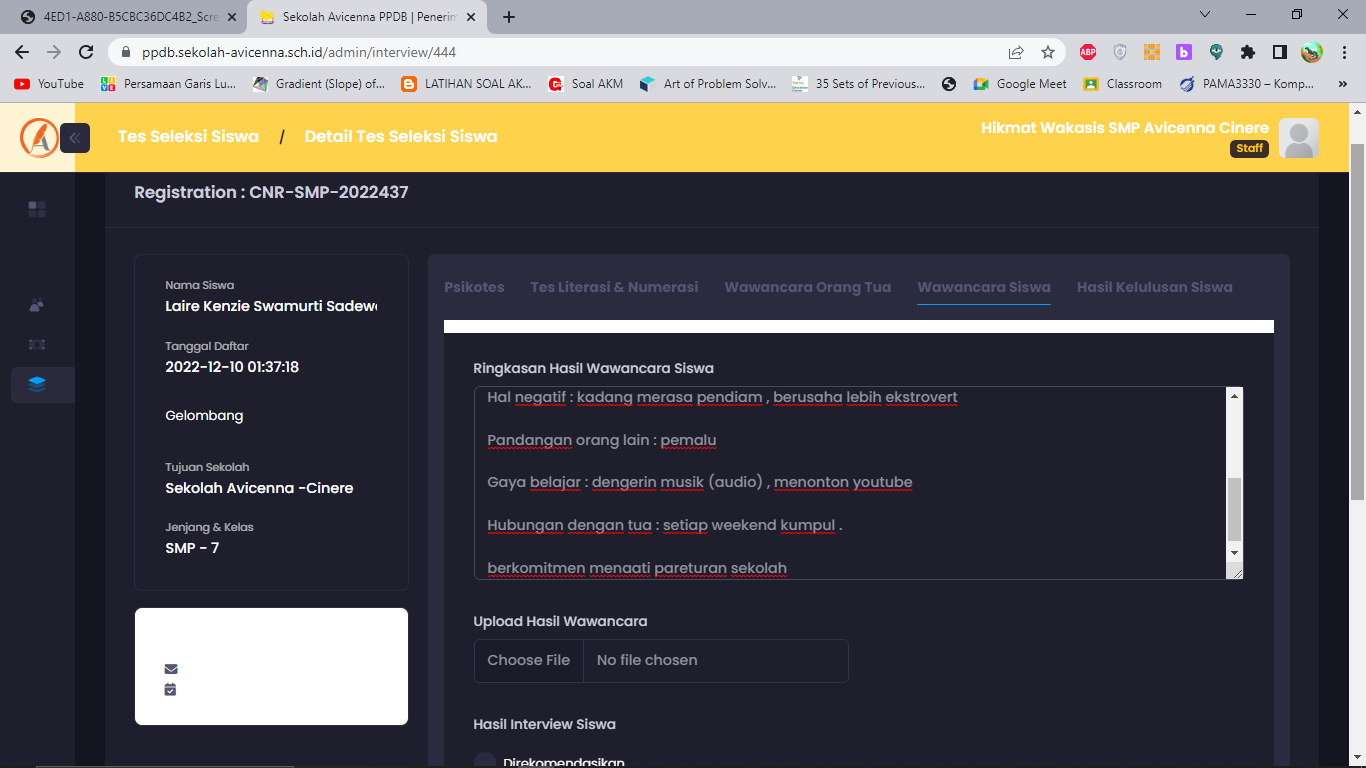 4ED1-A880-B5CBC36DC4B2_Scre
Sekolah Avicenna PPDB | Penerim
ppdb.sekolah-avicenna.sch.id/admin/interview/444
ABP
b
YouTube
Persamaan Garis Lu...
Gradient (Slope) of...
LATIHAN SOAL AK...
Soal AKM
Art of Problem Solv...
35 Sets of Previous...
Google Meet
Classroom
PAMA3330 – Komp...
Tes Seleksi Siswa / Detail Tes Seleksi Siswa
Hikmat Wakasis SMP Avicenna Cinere
Staff
Registration : CNR-SMP-2022437
Nama Siswa
Laire Kenzie Swamurti Sadew
Tanggal Daftar
2022-12-10 01:37:18
Gelombang
Tujuan Sekolah
Sekolah Avicenna -Cinere
Jenjang & Kelas
SMP - 7
Psikotes
Tes Literasi & Numerasi
Wawancara Orang Tua
Wawancara Siswa
Hasil Kelulusan Siswa
Ringkasan Hasil Wawancara Siswa
Hal negatif : kadang merasa pendiam , berusaha lebih ekstrovert
Pandangan orang lain : pemalu
Gaya belajar : dengerin musik (audio) , menonton youtube
Hubungan dengan tua : setiap weekend kumpul .
berkomitmen menaati pareturan sekolah
Upload Hasil Wawancara
Choose File No file chosen
Hasil Interview Siswa
Direkomendasikan